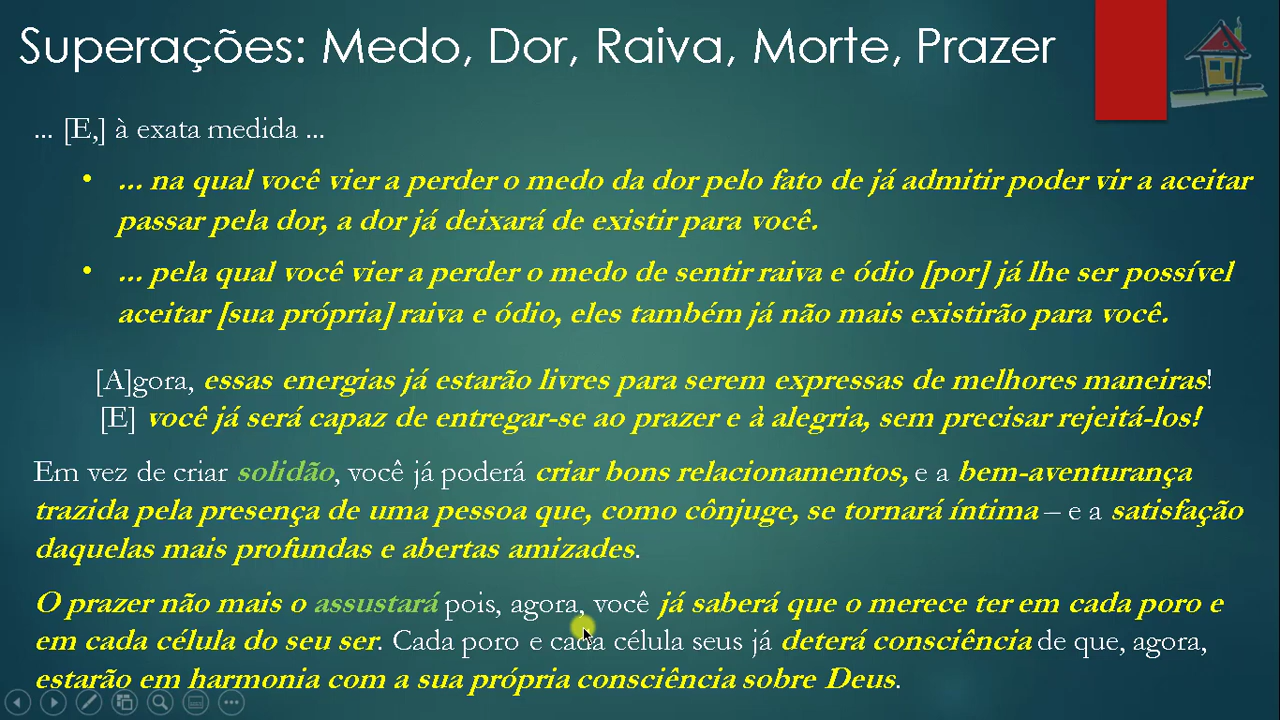 Superações: Medo, Dor, Raiva, Morte, Prazer
... [E,] à exata medida ...
• ... na qual você vier a perder o medo da dor pelo fato de já admitir poder vir a aceitar
passar pela dor, a dor já deixará de existir para você.
• ... pela qual você vier a perder o medo de sentir raiva e ódio [por] já lhe ser possível
aceitar [sua própria] raiva e ódio, eles também já não mais existirão para você.
[A]gora, essas energias já estarão livres para serem expressas de melhores maneiras!
[E] você já será capaz de entregar-se ao prazer e à alegria, sem precisar rejeitá-los!
Em vez de criar solidão, você já poderá criar bons relacionamentos, e a bem-aventurança
trazida pela presença de uma pessoa que, como cônjuge, se tornará íntima – e a satisfação
daquelas mais profundas e abertas amizades.
O prazer não mais o assustará pois, agora, você já saberá que o merece ter em cada poro e
em cada célula do seu ser. Cada poro e cada célula seus já deterá consciência de que, agora,
estarão em harmonia com a sua própria consciência sobre Deus.